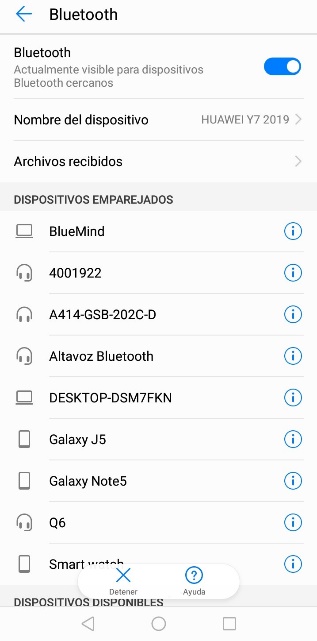 Bluetooth
Bluetooth
Actualmente visible para dispositivos
Bluetooth cercanos
Nombre del dispositivo HUAWEI Y7 2019
Archivos recibidos
DISPOSITIVOS EMPAREJADOS
BlueMind
4001922
A414-GSB-202C-D
Altavoz Bluetooth
DESKTOP-DSM7FKN
Galaxy J5
Galaxy Note5
Q6
Smart watch
Detener Ayuda
DISPOSITIVOS DISPONIBLES